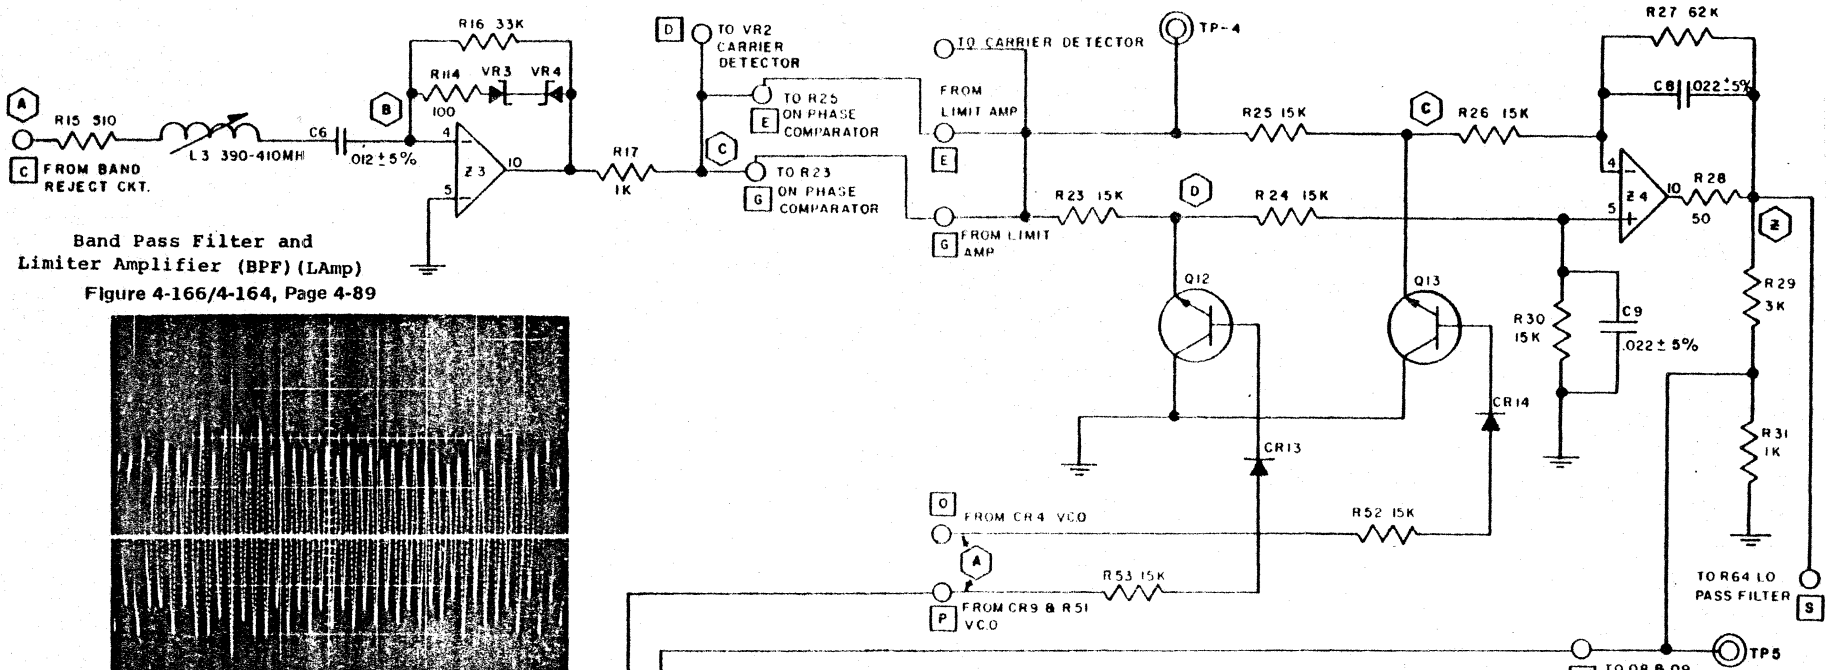 R16 33K
R114
VR3
VR4
100
A
R15 510
L3 390-410MH
C6
.012±5%
B
4
5
Z3
10
C
FROM BAND
REJECT CKT.
R17
1K
D
TO VR2
CARRIER
DETECTOR
TO R25
ON PHASE
COMPARATOR
E
C
TO R23
ON PHASE
COMPARATOR
G
Band Pass Filter and
Limiter Amplifier (BPF)(LAmp)
Figure 4-166/4-164, Page 4-89
TO CARRIER DETECTOR
TP-4
FROM
LIMIT AMP
E
G
FROM LIMIT
AMP
R25 15K
C
R26 15K
R23 15K
D
R24 15K
R27 62K
C8
.022±5%
4
5
Z4
10
R28
50
Z
Q12
Q13
R30
15K
C9
.022±5%
R29
3K
R31
1K
CR14
CR13
O
FROM CR4 VCO
R52 15K
A
R53 15K
P
FROM CR9 & R51
VCO
TO R64 LO
PASS FILTER
S
TP5
TO Q8 & Q9